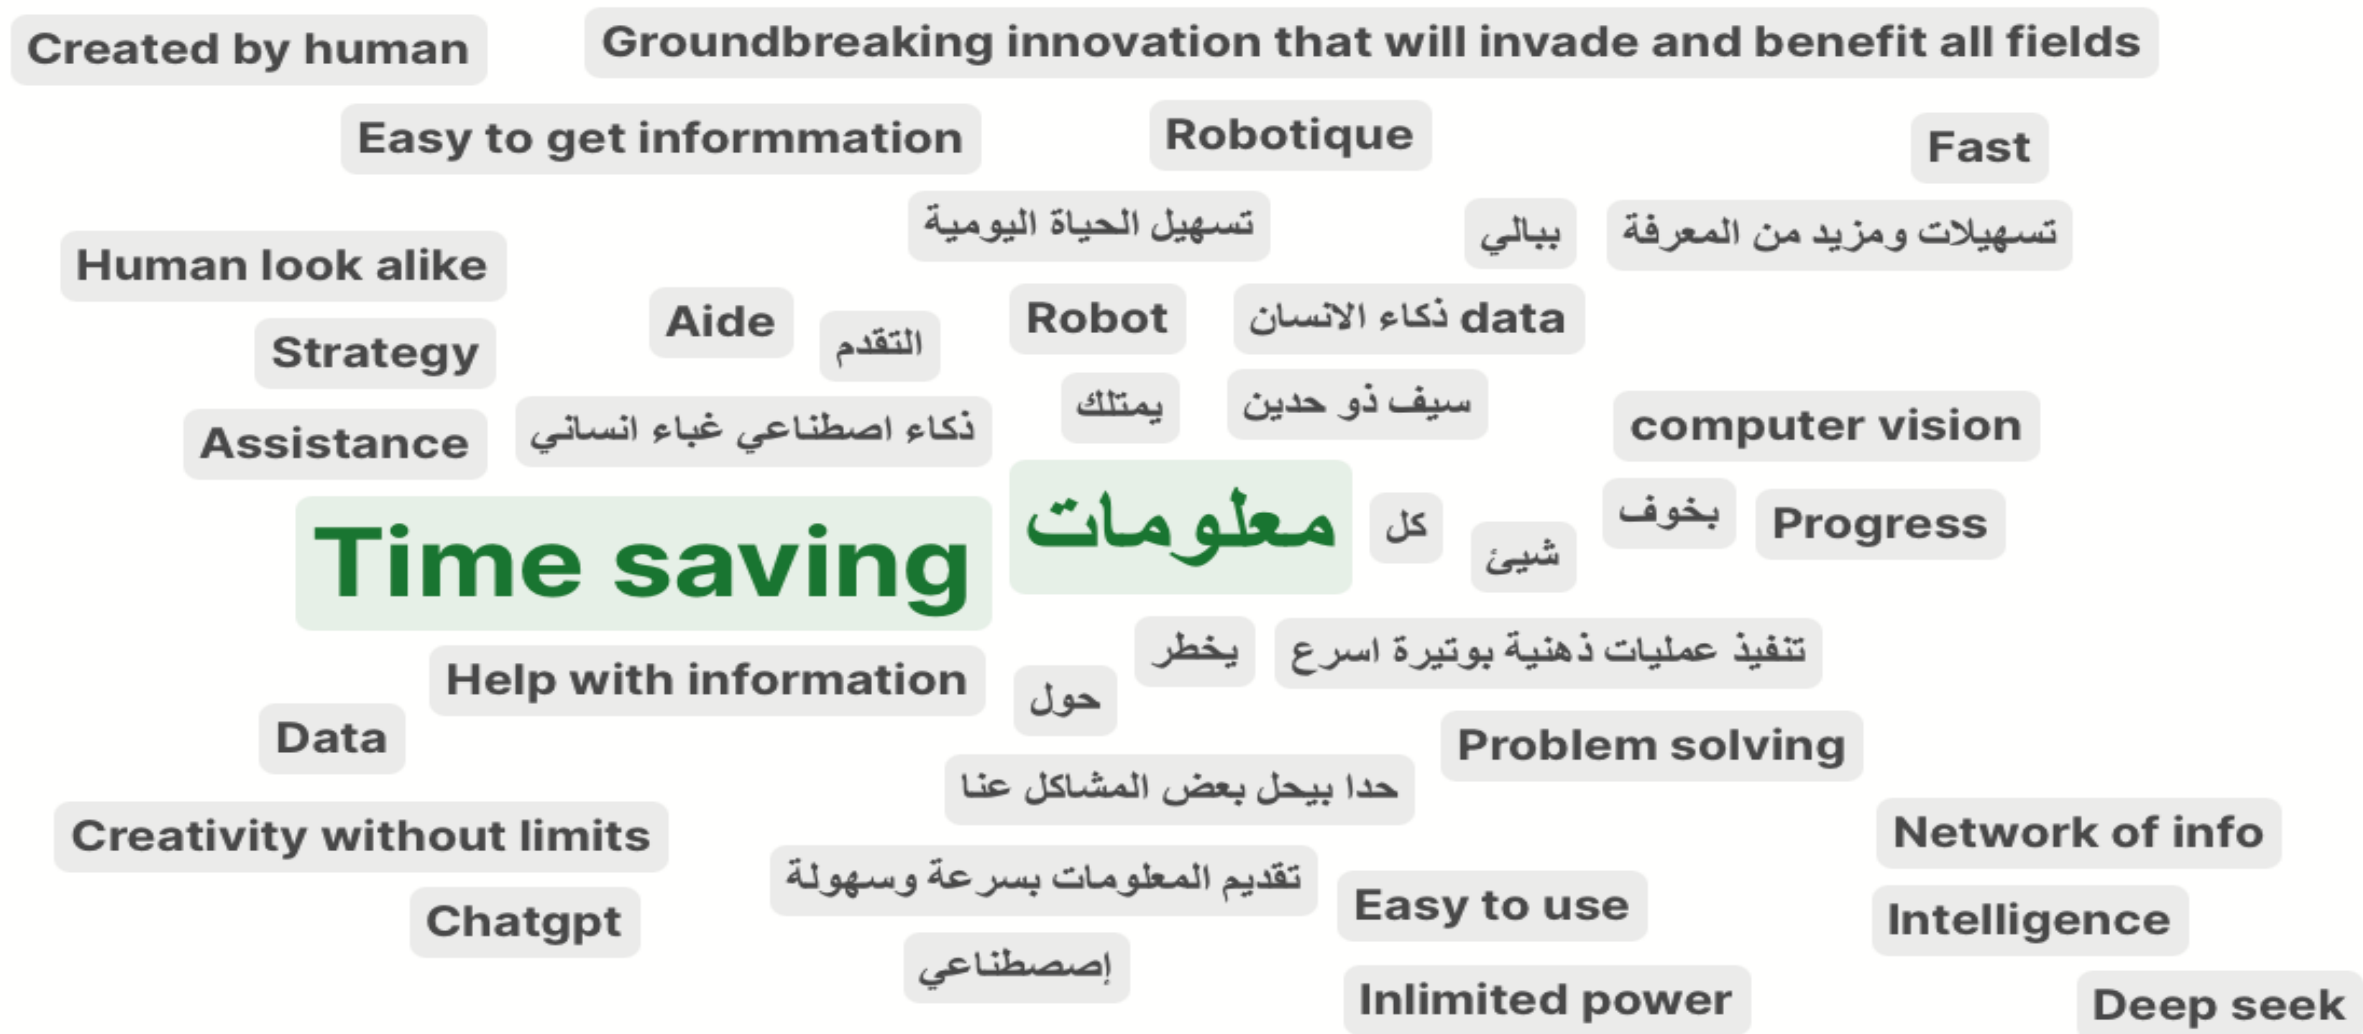 Created by human
Groundbreaking innovation that will invade and benefit all fields
Easy to get informmation
Robotique
Fast
تسهيل الحياة اليومية
ببالي
تسهيلات ومزيد من المعرفة
Human look alike
Aide
التقدم
Robot
ذكاء الانسان data
Strategy
يمتلك
سيف ذو حدين
Assistance
ذكاء اصطناعي غباء انساني
computer vision
Time saving
معلومات
كل
شيئ
بخوف
Progress
Help with information
حول
يخطر
تنفيذ عمليات ذهنية بوتيرة اسرع
Data
Problem solving
حدا بيحل بعض المشاكل عنا
Creativity without limits
Network of info
تقديم المعلومات بسرعة وسهولة
Chatgpt
Easy to use
Intelligence
إصصطناعي
Inlimited power
Deep seek